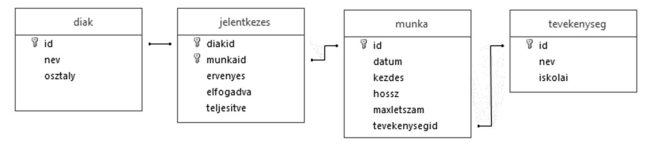 diak
id
nev
osztaly
jelentkezes
diakid
munkaid
ervenyes
elfogadva
teljesitve
munka
id
datum
kezdes
hossz
maxletszam
tevekenysegid
tevekenyseg
id
nev
iskolai